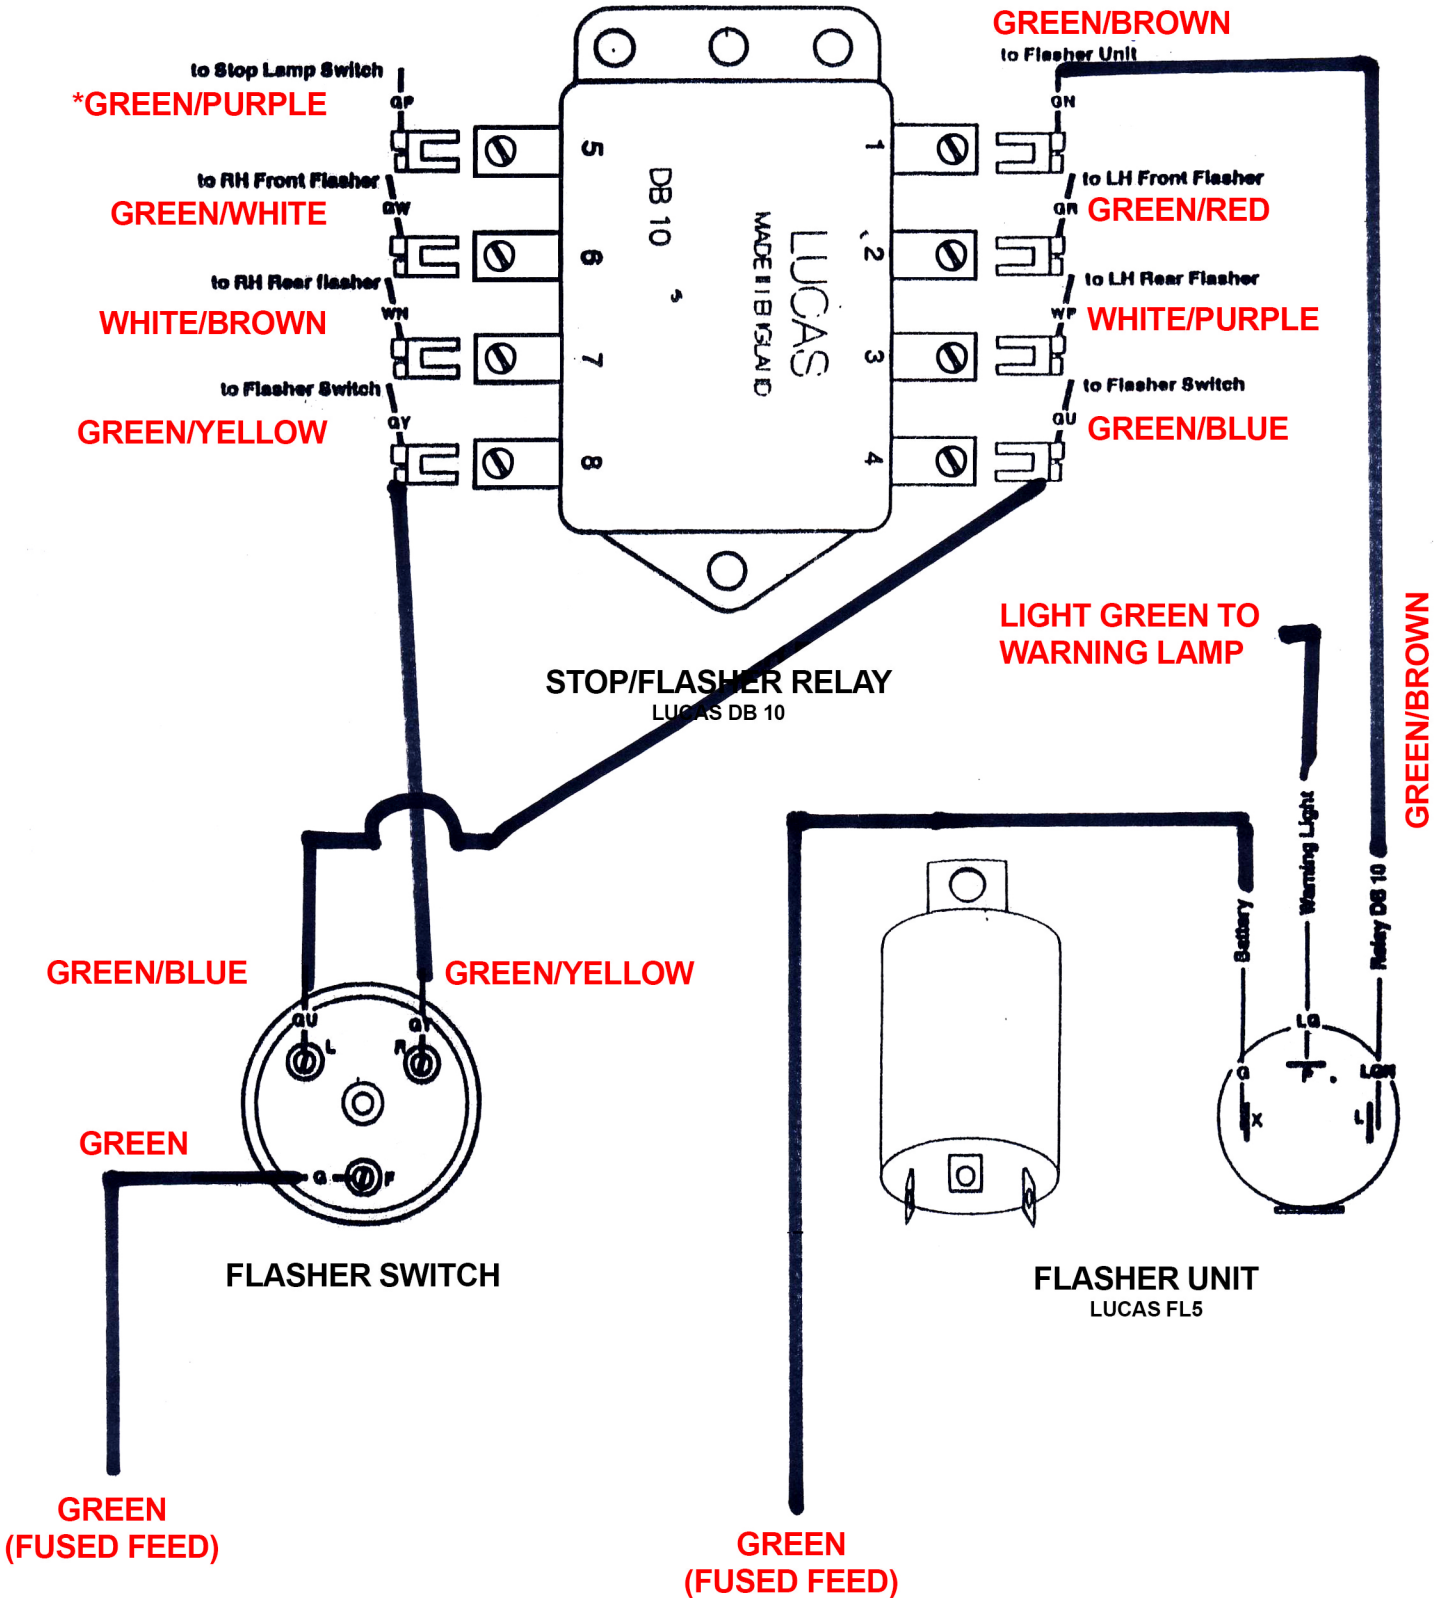 GREEN/BROWN
to Flasher Unit
to Stop Lamp Switch
*GREEN/PURPLE
GP
GN
5
1
to RH Front Flasher
GREEN/WHITE
GW
to LH Front Flasher
GR
GREEN/RED
DB 10
LUCAS
6
2
to RH Rear flasher
WHITE/BROWN
WN
to LH Rear Flasher
WP
WHITE/PURPLE
7
3
to Flasher Switch
GREEN/YELLOW
GY
to Flasher Switch
GU
GREEN/BLUE
8
4
LIGHT GREEN TO
WARNING LAMP
GREEN/BROWN
STOP/FLASHER RELAY
LUCAS DB 10
Battery
Warning Light
Relay DB 10
GREEN/BLUE
GREEN/YELLOW
GU
GY
L
R
GREEN
G
F
LG
G
P
LGN
X
L
FLASHER SWITCH
FLASHER UNIT
LUCAS FL5
GREEN
(FUSED FEED)
GREEN
(FUSED FEED)